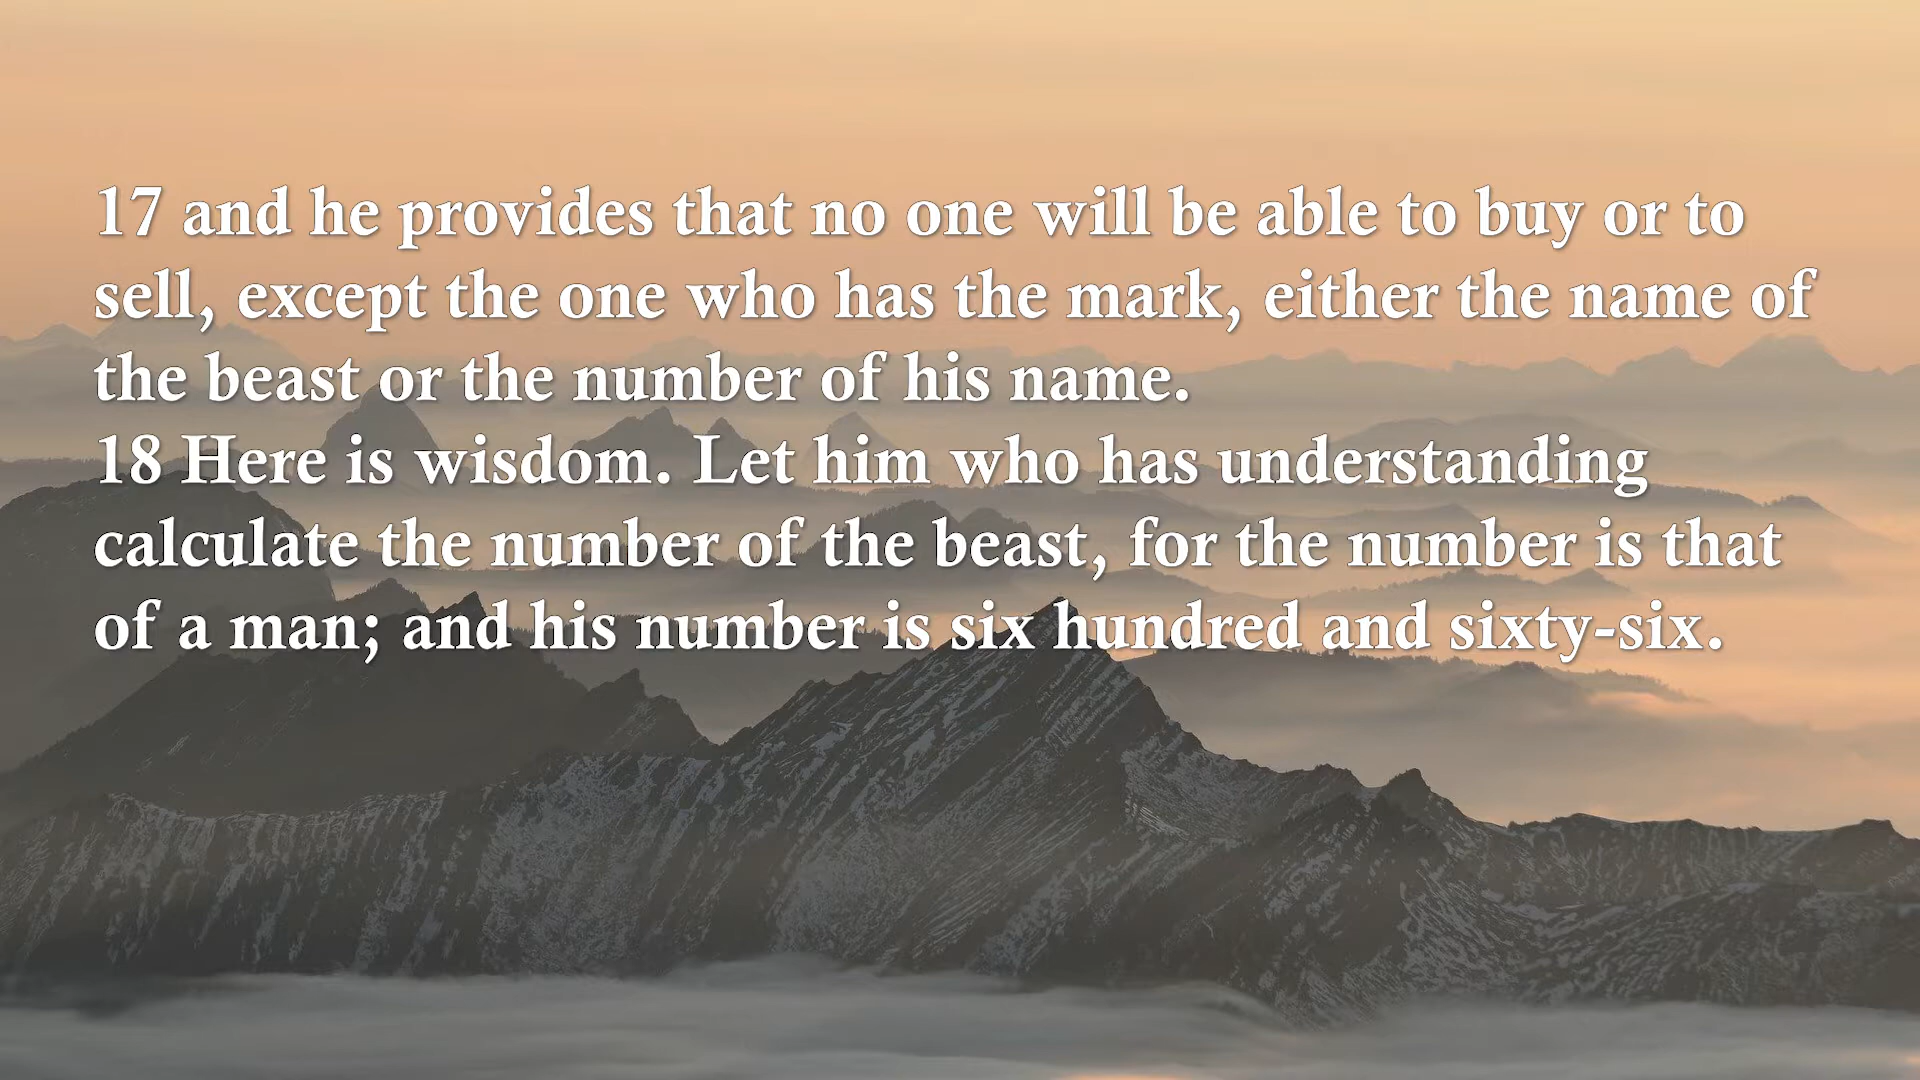 17 and he provides that no one will be able to buy or to
sell, except the one who has the mark, either the name of
the beast or the number of his name.
18 Here is wisdom. Let him who has understanding
calculate the number of the beast, for the number is that
of a man; and his number is six hundred and sixty-six.